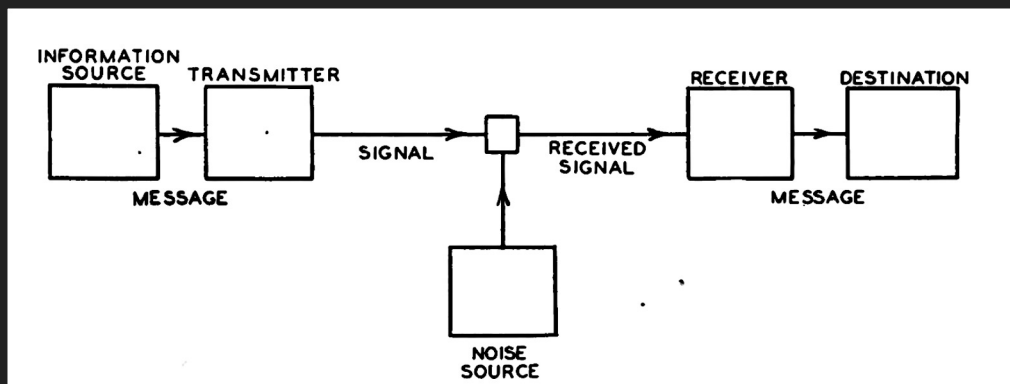 INFORMATION
SOURCE
TRANSMITTER
RECEIVER
DESTINATION
SIGNAL
RECEIVED
SIGNAL
MESSAGE
MESSAGE
NOISE
SOURCE